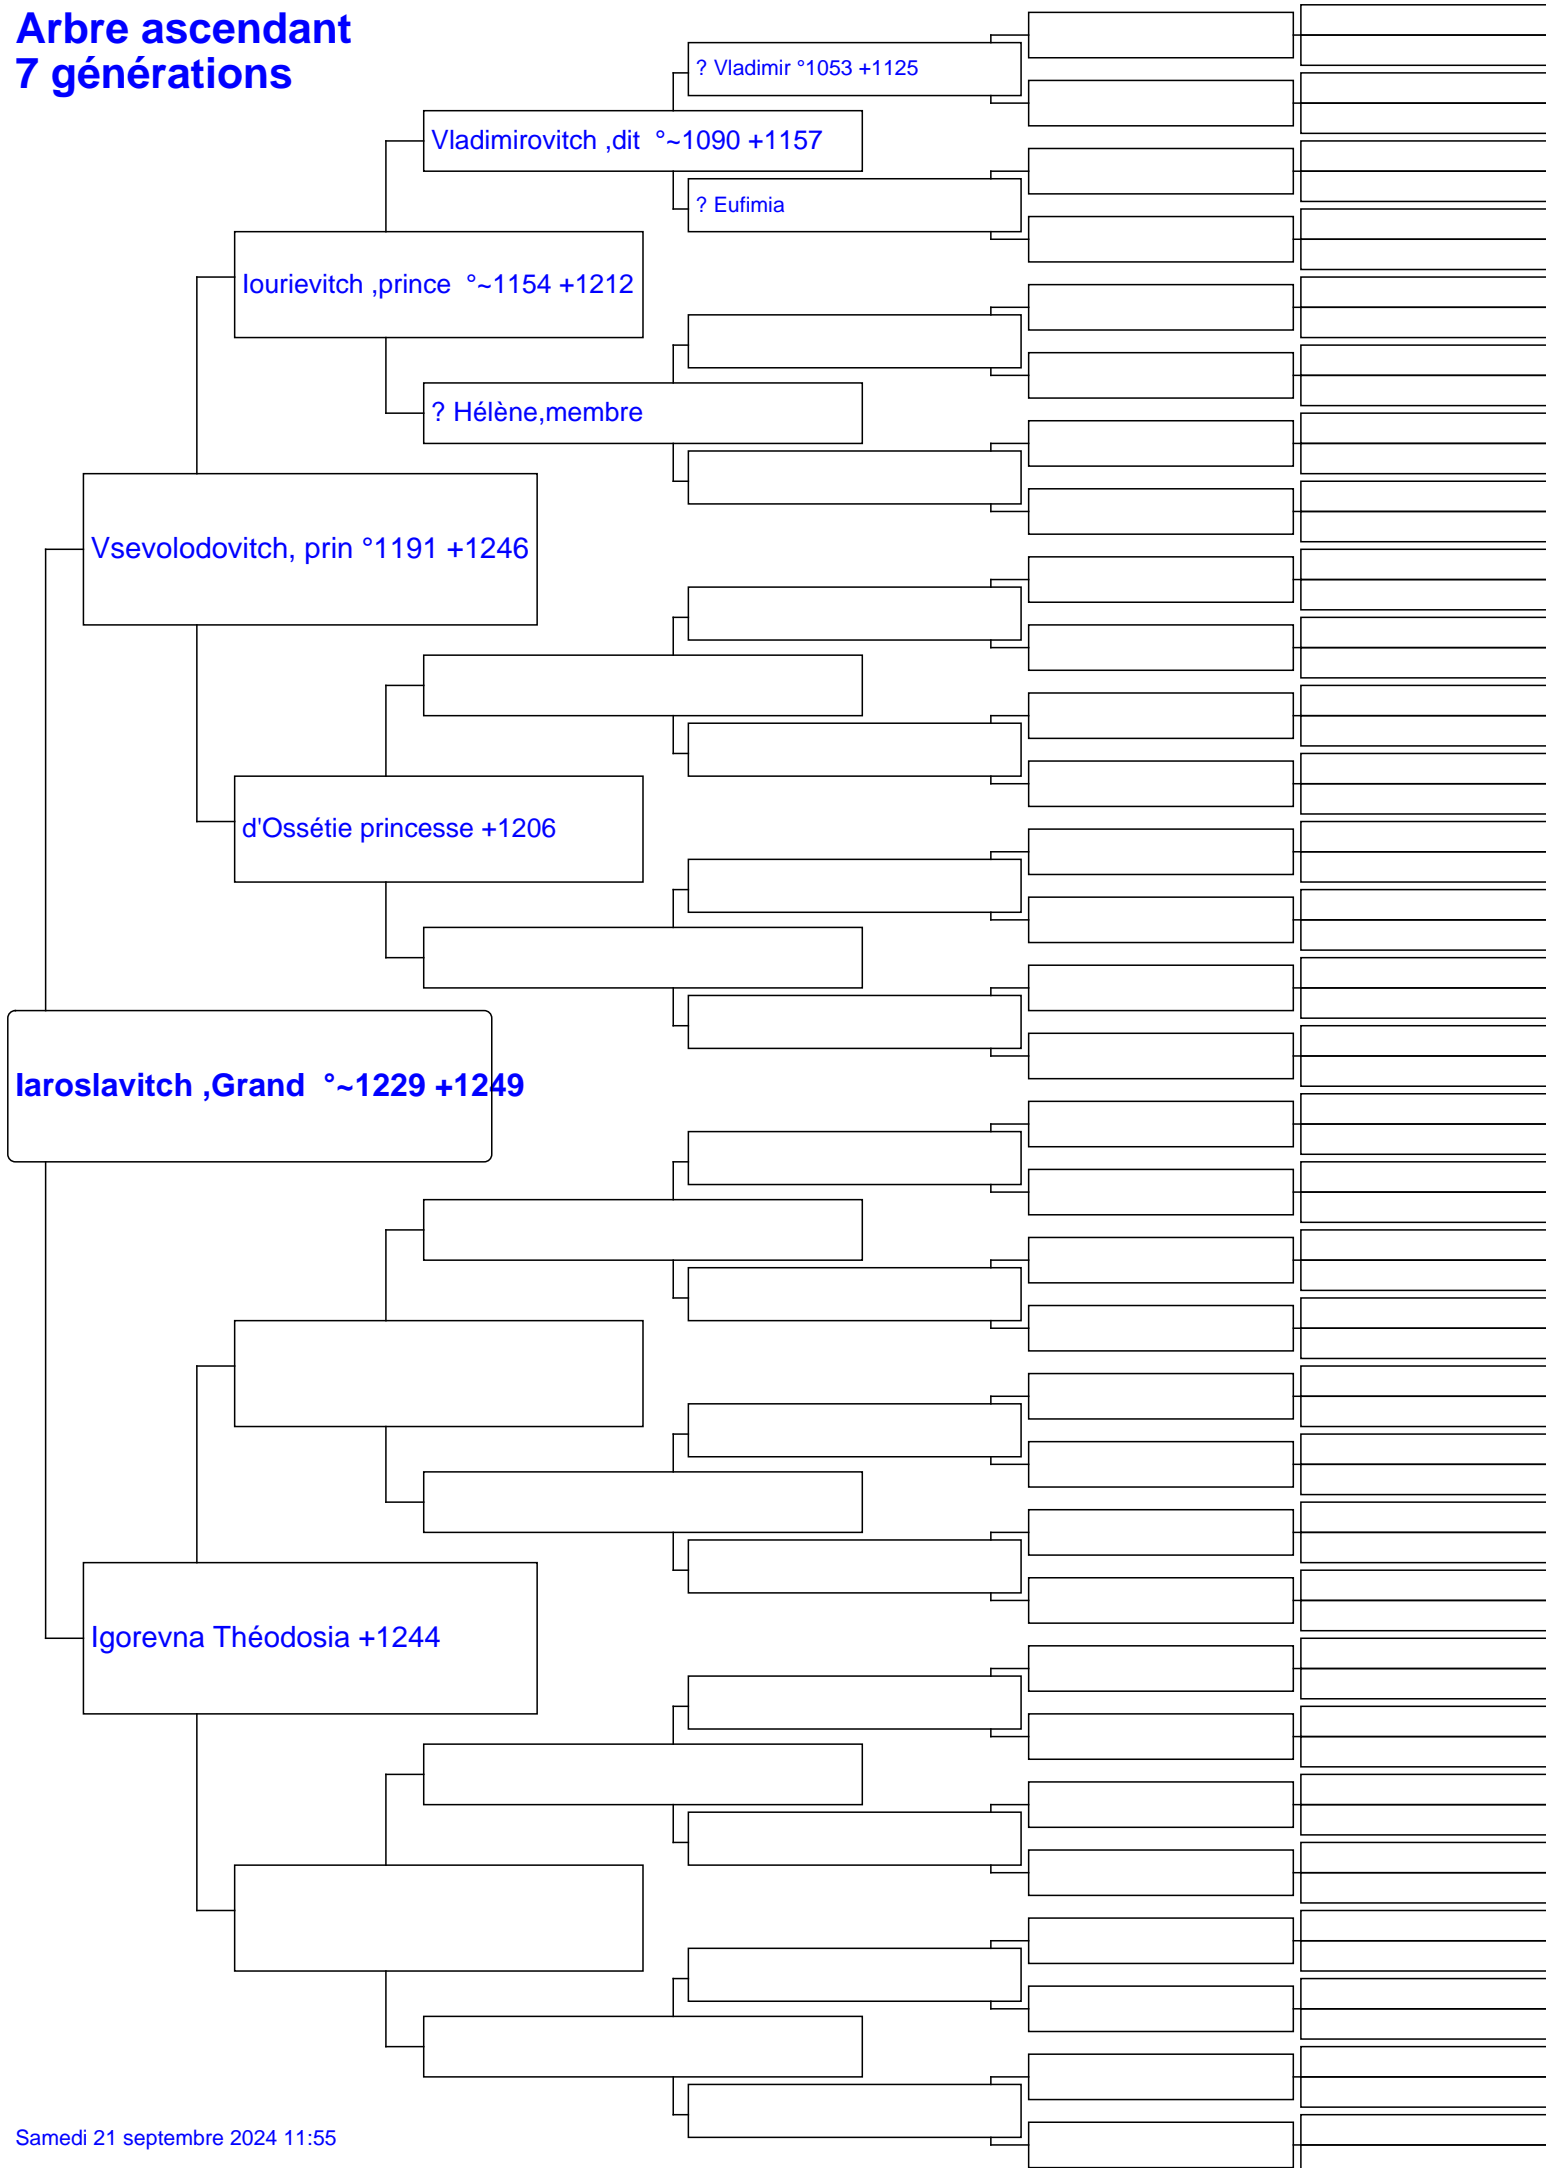 Arbre ascendant
7 générations
? Vladimir °1053 +1125
Vladimirovitch ,dit  °~1090 +1157
? Eufimia
Iourievitch ,prince  °~1154 +1212
? Hélène,membre
Vsevolodovitch, prin °1191 +1246
d'Ossétie princesse +1206
Iaroslavitch ,Grand  °~1229 +1249
Igorevna Théodosia +1244
Samedi 21 septembre 2024 11:55